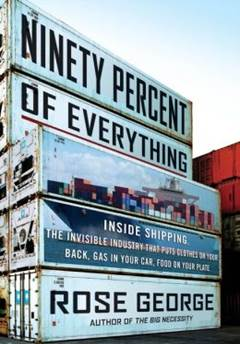 NINETY PERCENT
OF EVERYTHING
INSIDE SHIPPING,
THE INVISIBLE INDUSTRY THAT PUTS CLOTHES ON YOUR
BACK, GAS IN YOUR CAR, FOOD ON YOUR PLATE
ROSE GEORGE
AUTHOR OF THE BIG NECESSITY